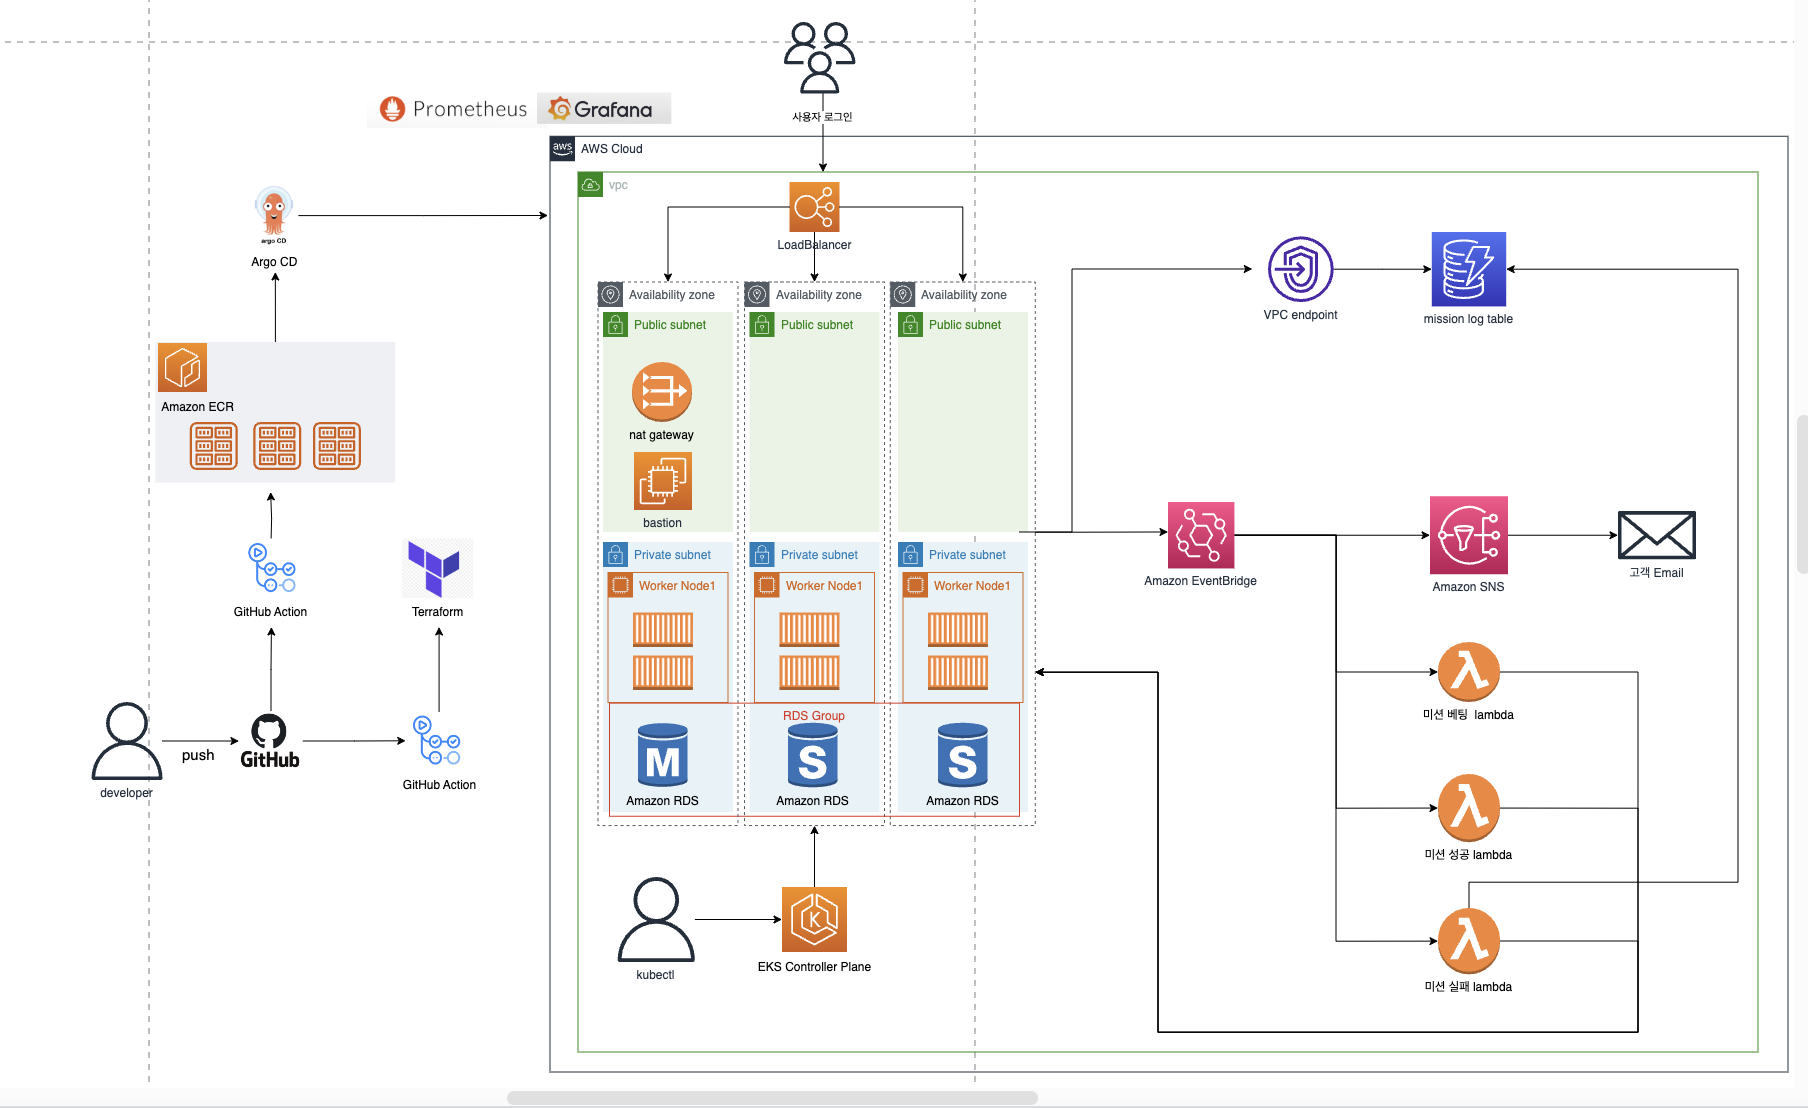 사용자 로그인
Prometheus
Grafana
aws
AWS Cloud
vpc
argo CD
Argo CD
LoadBalancer
Availability zone
Availability zone
Availability zone
Public subnet
Public subnet
Public subnet
VPC endpoint
mission log table
Amazon ECR
nat gateway
bastion
Private subnet
Private subnet
Private subnet
Worker Node1
Worker Node1
Worker Node1
Amazon EventBridge
Amazon SNS
고객 Email
GitHub Action
Terraform
미션 베팅 lambda
RDS Group
M
S
S
Amazon RDS
Amazon RDS
Amazon RDS
push
GitHub
developer
GitHub Action
미션 성공 lambda
K
kubectl
EKS Controller Plane
미션 실패 lambda